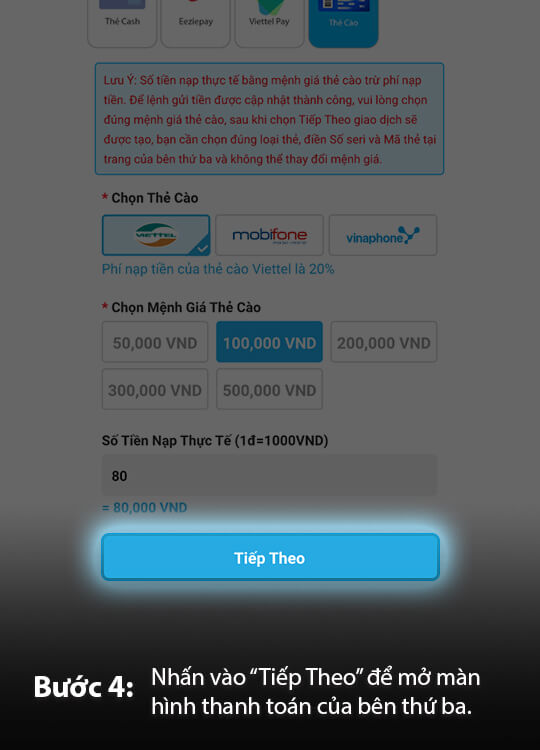 Thẻ Cash Eeziepay Viettel Pay Thẻ Cào
Lưu Ý: Số tiền nạp thực tế bằng mệnh giá thẻ cào trừ phí nạp
tiền. Để lệnh gửi tiền được cập nhật thành công, vui lòng chọn
đúng mệnh giá thẻ cào, sau khi chọn Tiếp Theo giao dịch sẽ
được tạo, bạn cần chọn đúng loại thẻ, điền Số seri và Mã thẻ tại
trang của bên thứ ba và không thể thay đổi mệnh giá.
* Chọn Thẻ Cào
VIETTEL mobifone vinaphone
Phí nạp tiền của thẻ cào Viettel là 20%
* Chọn Mệnh Giá Thẻ Cào
50,000 VND 100,000 VND 200,000 VND
300,000 VND 500,000 VND
Số Tiền Nạp Thực Tế (1đ=1000VND)
80
= 80,000 VND
Tiếp Theo
Bước 4: Nhấn vào “Tiếp Theo” để mở màn
hình thanh toán của bên thứ ba.